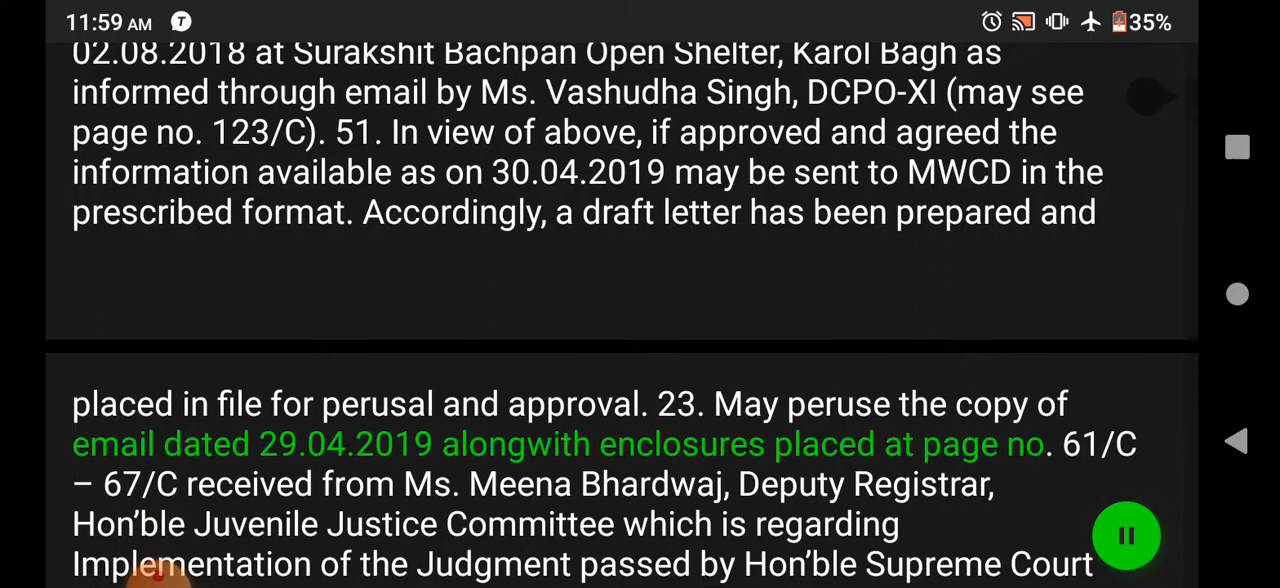 11:59 AM
35%
02.08.2018 at Surakshit Bachpan Open Shelter, Karol Bagh as
informed through email by Ms. Vashudha Singh, DCPO-XI (may see
page no. 123/C). 51. In view of above, if approved and agreed the
information available as on 30.04.2019 may be sent to MWCD in the
prescribed format. Accordingly, a draft letter has been prepared and
placed in file for perusal and approval. 23. May peruse the copy of
email dated 29.04.2019 alongwith enclosures placed at page no. 61/C
– 67/C received from Ms. Meena Bhardwaj, Deputy Registrar,
Hon’ble Juvenile Justice Committee which is regarding
Implementation of the Judgment passed by Hon’ble Supreme Court